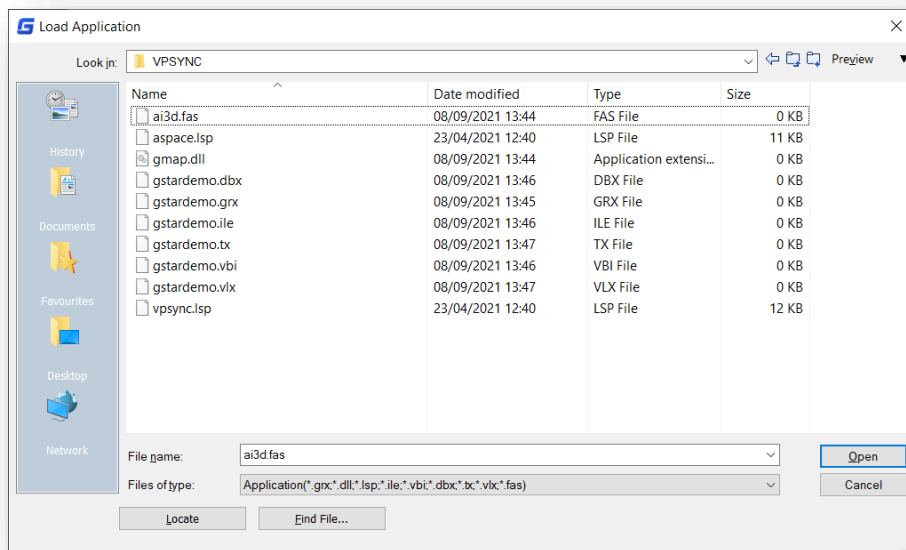 Load Application
Look in: VPSYNC Preview
Name Date modified Type Size
ai3d.fas 08/09/2021 13:44 FAS File 0 KB
aspace.lsp 23/04/2021 12:40 LSP File 11 KB
gmap.dll 08/09/2021 13:44 Application extensi... 0 KB
gstardemo.dbx 08/09/2021 13:46 DBX File 0 KB
gstardemo.grx 08/09/2021 13:45 GRX File 0 KB
gstardemo.ile 08/09/2021 13:46 ILE File 0 KB
gstardemo.tx 08/09/2021 13:47 TX File 0 KB
gstardemo.vbi 08/09/2021 13:46 VBI File 0 KB
gstardemo.vlx 08/09/2021 13:47 VLX File 0 KB
vpsync.lsp 23/04/2021 12:40 LSP File 12 KB
History
Documents
Favourites
Desktop
Network
File name: ai3d.fas Open
Files of type: Application(*.grx;*.dll;*.lsp;*.ile;*.vbi;*.dbx;*.tx;*.vlx;*.fas) Cancel
Locate Find File...